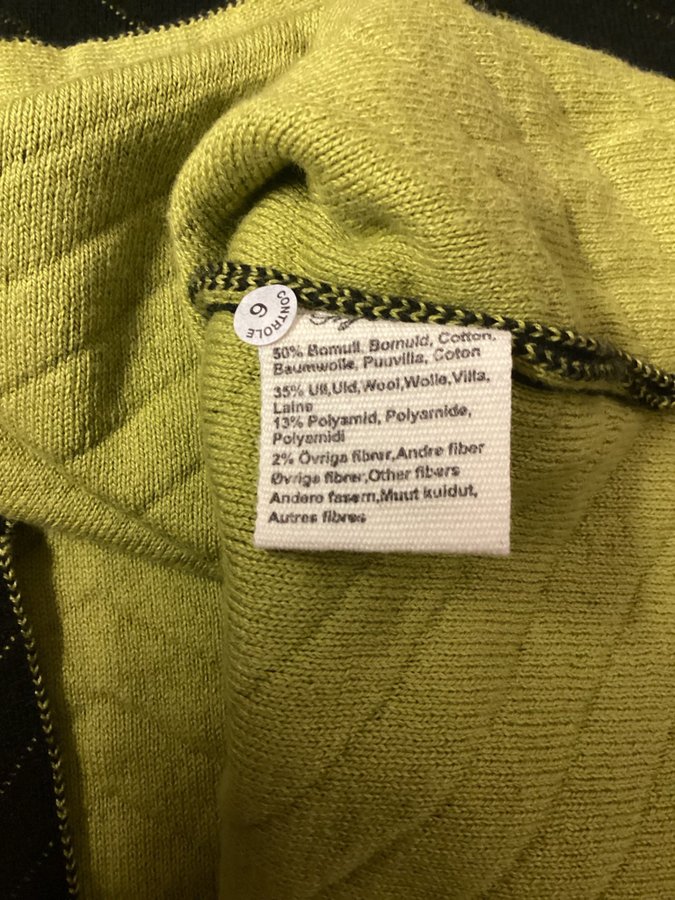 CONTROLE
6
50% Bomull, Bomuld, Cotton,
Baumwolle, Puuvilla, Coton
35% Ull,Uld,Wool,Wolle,Villa,
Laine
13% Polyamid, Polyamide,
Polyamidi
2% Övriga fibrer,Andre fiber
Øvrige fibrer,Other fibers
Andere fasern,Muut kuidut,
Autres fibres